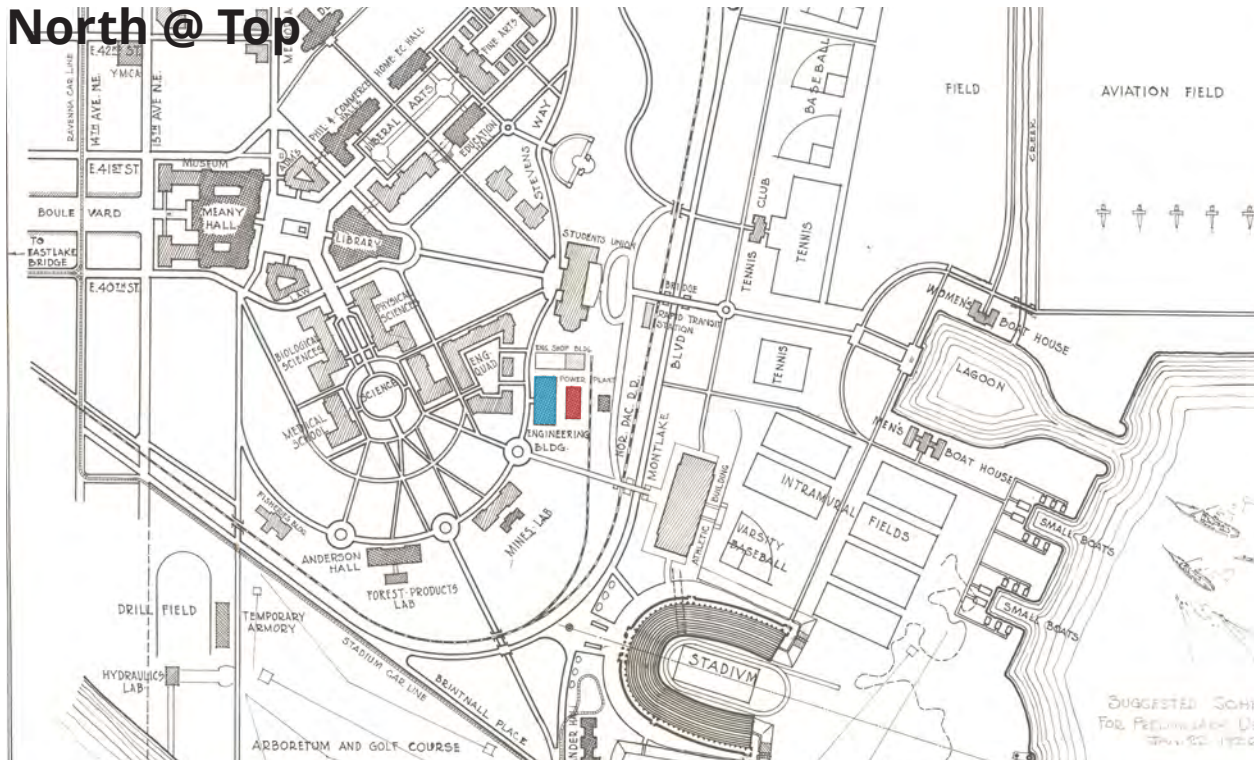 North @ Top
E.42ND ST.
YMCA
RAVENNA CAR LINE
14TH AVE. N.E.
15TH AVE N.E.
HOME EC HALL
FINE ARTS
LIBERAL
ARTS
EDUCATION
STEVENS
WAY
BASEBALL
FIELD
AVIATION FIELD
CREEK
E.41ST ST.
MUSEUM
BOULEVARD
MEANY
HALL
LIBRARY
TO
EASTLAKE
BRIDGE
E.40TH ST.
LAW
STUDENTS UNION
CLUB
TENNIS
TENNIS
BRIDGE
RAPID TRANSIT
STATION
WOMEN'S
BOAT HOUSE
PHYSICAL
SCIENCES
BIOLOGICAL
SCIENCES
SCIENCE
MEDICAL
SCHOOL
ENG.
QUAD.
ENG. SHOP BLDG.
POWER PLANT
ENGINEERING
BLDG.
NOR. PAC. R.R.
MONTLAKE
BLVD
TENNIS
LAGOON
MEN'S
BOAT HOUSE
ATHLETIC
BUILDING
INTRAMURAL
FIELDS
VARSITY
BASEBALL
SMALL BOATS
SMALL BOATS
FISHERIES BLDG.
ANDERSON
HALL
FOREST-PRODUCTS
LAB
MINES-LAB
DRILL FIELD
TEMPORARY
ARMORY
HYDRAULICS
LAB
STADIUM CAR LINE
BRINTNALL PLACE
ARBORETUM AND GOLF COURSE
STADIUM
SUGGESTED
FOR